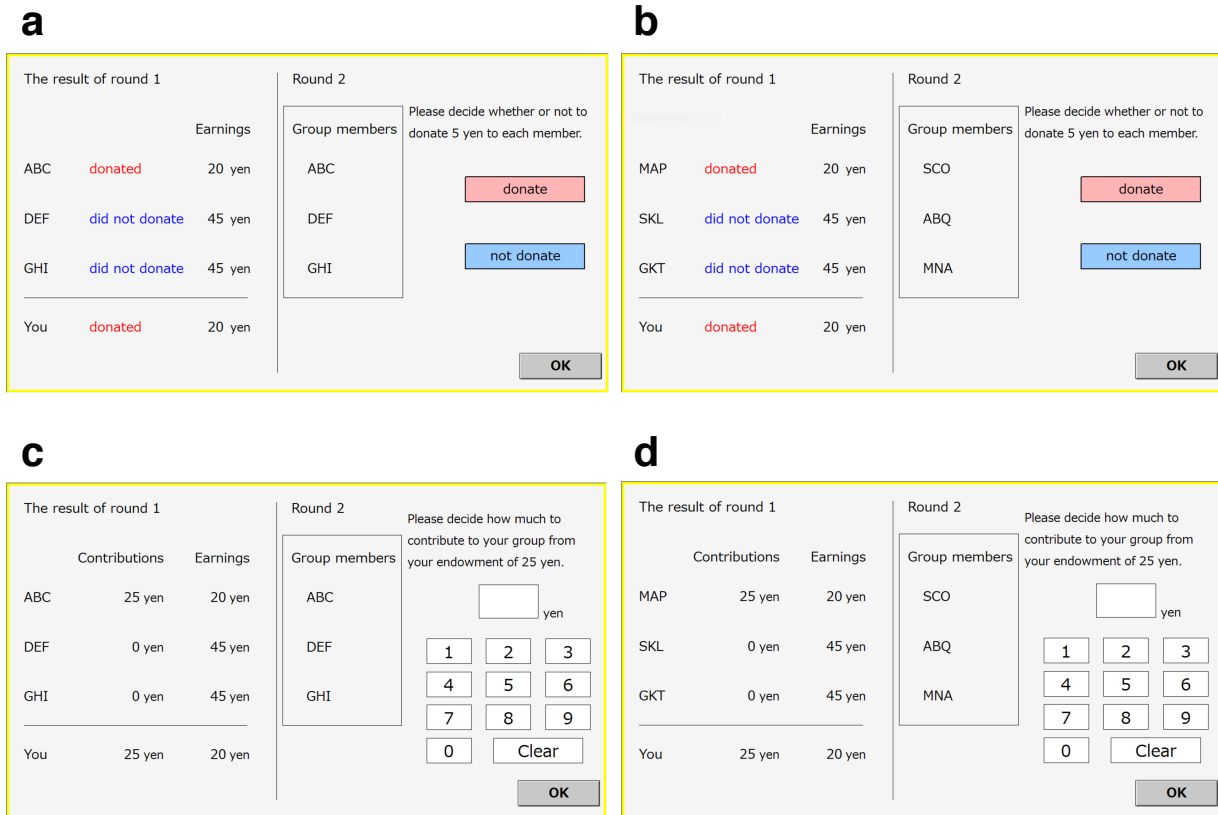 a
The result of round 1
Earnings
ABC donated 20 yen
DEF did not donate 45 yen
GHI did not donate 45 yen
You donated 20 yen
Round 2
Group members
ABC
DEF
GHI
Please decide whether or not to
donate 5 yen to each member.
donate
not donate
OK
b
The result of round 1
Earnings
MAP donated 20 yen
SKL did not donate 45 yen
GKT did not donate 45 yen
You donated 20 yen
Round 2
Group members
SCO
ABQ
MNA
Please decide whether or not to
donate 5 yen to each member.
donate
not donate
OK
c
The result of round 1
Contributions Earnings
ABC 25 yen 20 yen
DEF 0 yen 45 yen
GHI 0 yen 45 yen
You 25 yen 20 yen
Round 2
Group members
ABC
DEF
GHI
Please decide how much to
contribute to your group from
your endowment of 25 yen.
yen
1 2 3
4 5 6
7 8 9
0 Clear
OK
d
The result of round 1
Contributions Earnings
MAP 25 yen 20 yen
SKL 0 yen 45 yen
GKT 0 yen 45 yen
You 25 yen 20 yen
Round 2
Group members
SCO
ABQ
MNA
Please decide how much to
contribute to your group from
your endowment of 25 yen.
yen
1 2 3
4 5 6
7 8 9
0 Clear
OK